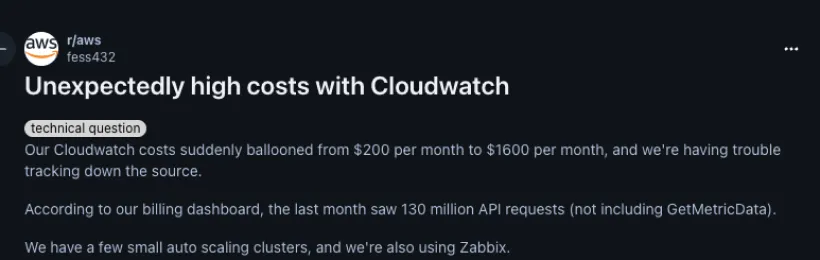 aws
r/aws
fess432
Unexpectedly high costs with Cloudwatch
technical question
Our Cloudwatch costs suddenly ballooned from $200 per month to $1600 per month, and we're having trouble
tracking down the source.
According to our billing dashboard, the last month saw 130 million API requests (not including GetMetricData).
We have a few small auto scaling clusters, and we're also using Zabbix.